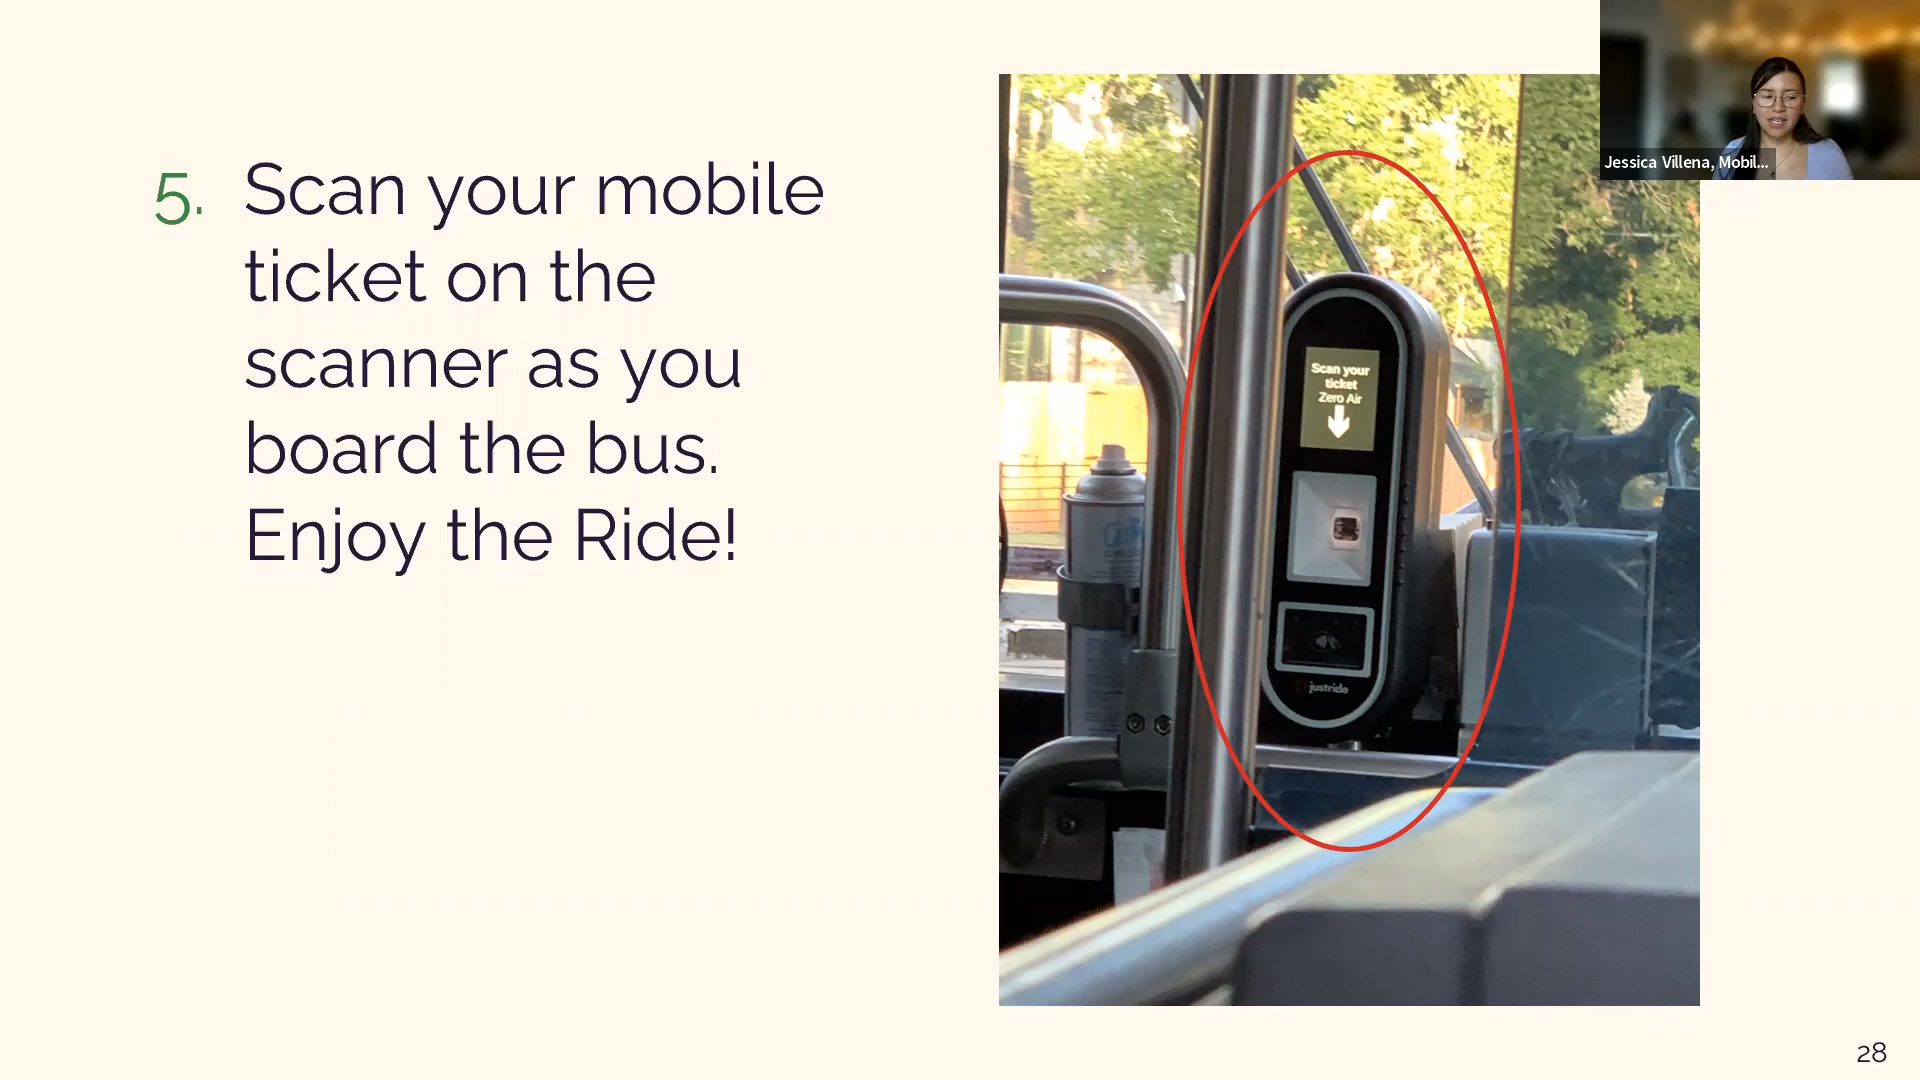 5. Scan your mobile
ticket on the
scanner as you
board the bus.
Enjoy the Ride!
Scan your
ticket
Zero Air
justride
Jessica Villena, Mobil...
28